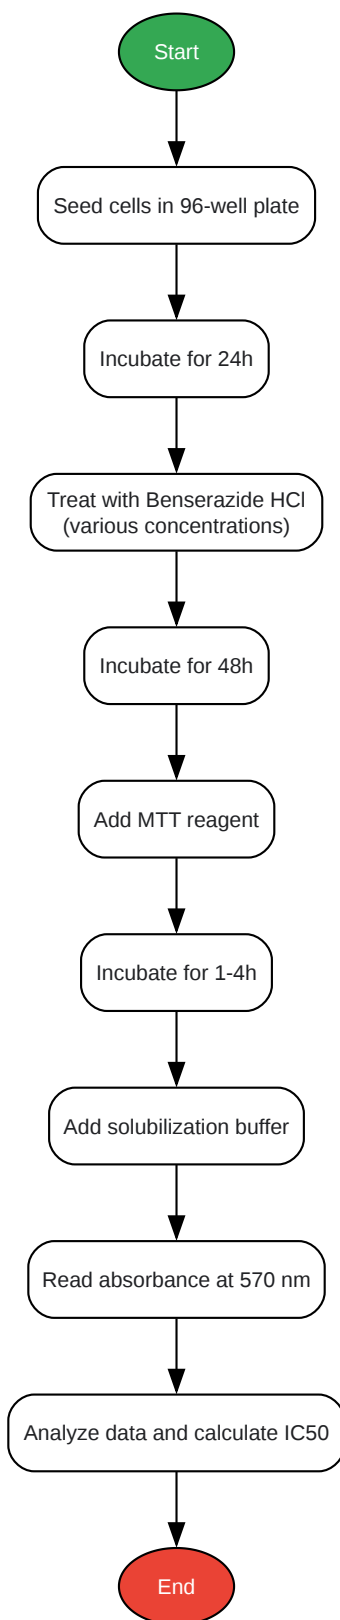 Start
Seed cells in 96-well plate
Incubate for 24h
Treat with Benserazide HCl
(various concentrations)
Incubate for 48h
Add MTT reagent
Incubate for 1-4h
Add solubilization buffer
Read absorbance at 570 nm
Analyze data and calculate IC50
End